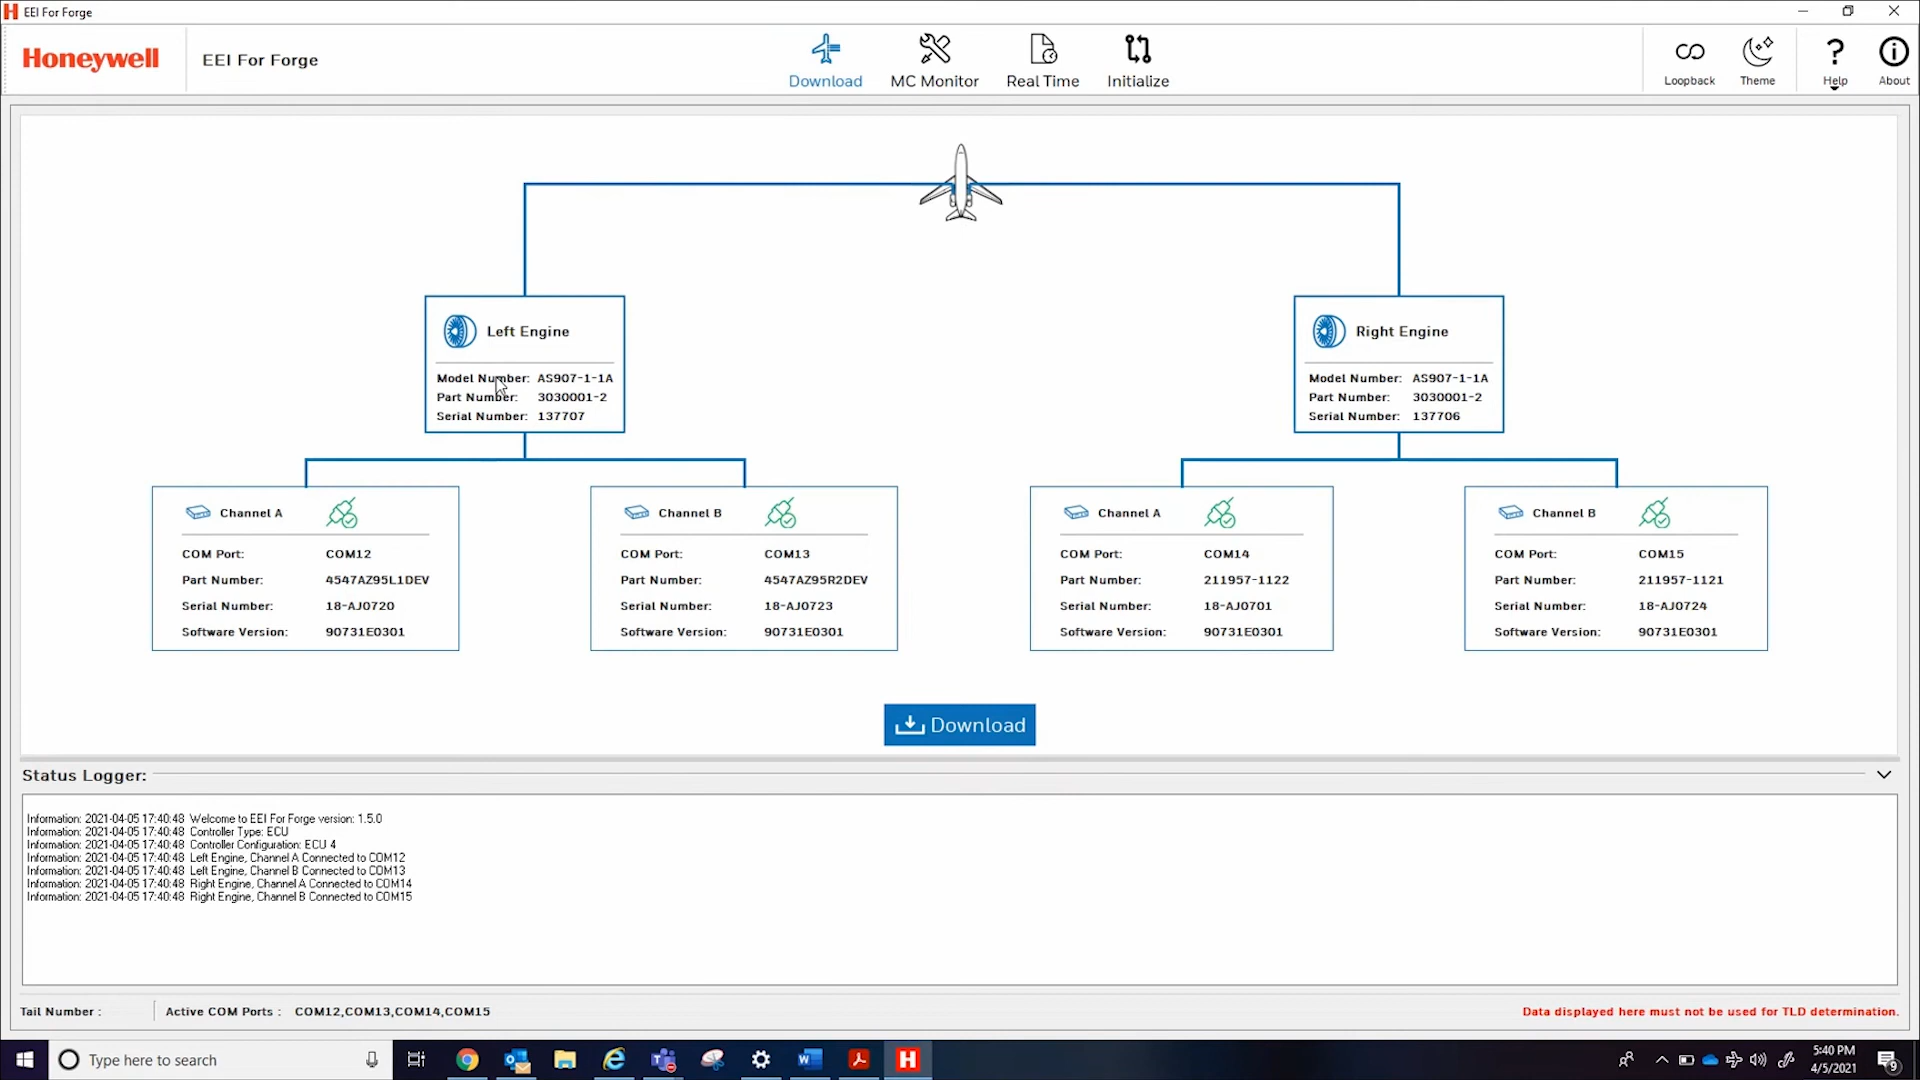 EEI For Forge
Honeywell
EEI For Forge
Download
MC Monitor
Real Time
Initialize
Loopback
Theme
Help
About
Left Engine
Model Number: AS907-1-1A
Part Number: 3030001-2
Serial Number: 137707
Right Engine
Model Number: AS907-1-1A
Part Number: 3030001-2
Serial Number: 137706
Channel A
COM Port: COM12
Part Number: 4547AZ95L1DEV
Serial Number: 18-AJ0720
Software Version: 90731E0301
Channel B
COM Port: COM13
Part Number: 4547AZ95R2DEV
Serial Number: 18-AJ0723
Software Version: 90731E0301
Channel A
COM Port: COM14
Part Number: 211957-1122
Serial Number: 18-AJ0701
Software Version: 90731E0301
Channel B
COM Port: COM15
Part Number: 211957-1121
Serial Number: 18-AJ0724
Software Version: 90731E0301
Download
Status Logger:
Information: 2021-04-05 17:40:48 Welcome to EEI For Forge version: 1.5.0
Information: 2021-04-05 17:40:48 Controller Type: ECU
Information: 2021-04-05 17:40:48 Controller Configuration: ECU 4
Information: 2021-04-05 17:40:48 Left Engine, Channel A Connected to COM12
Information: 2021-04-05 17:40:48 Left Engine, Channel B Connected to COM13
Information: 2021-04-05 17:40:48 Right Engine, Channel A Connected to COM14
Information: 2021-04-05 17:40:48 Right Engine, Channel B Connected to COM15
Tail Number :
Active COM Ports : COM12,COM13,COM14,COM15
Data displayed here must not be used for TLD determination.
Type here to search
5:40 PM
4/5/2021
9